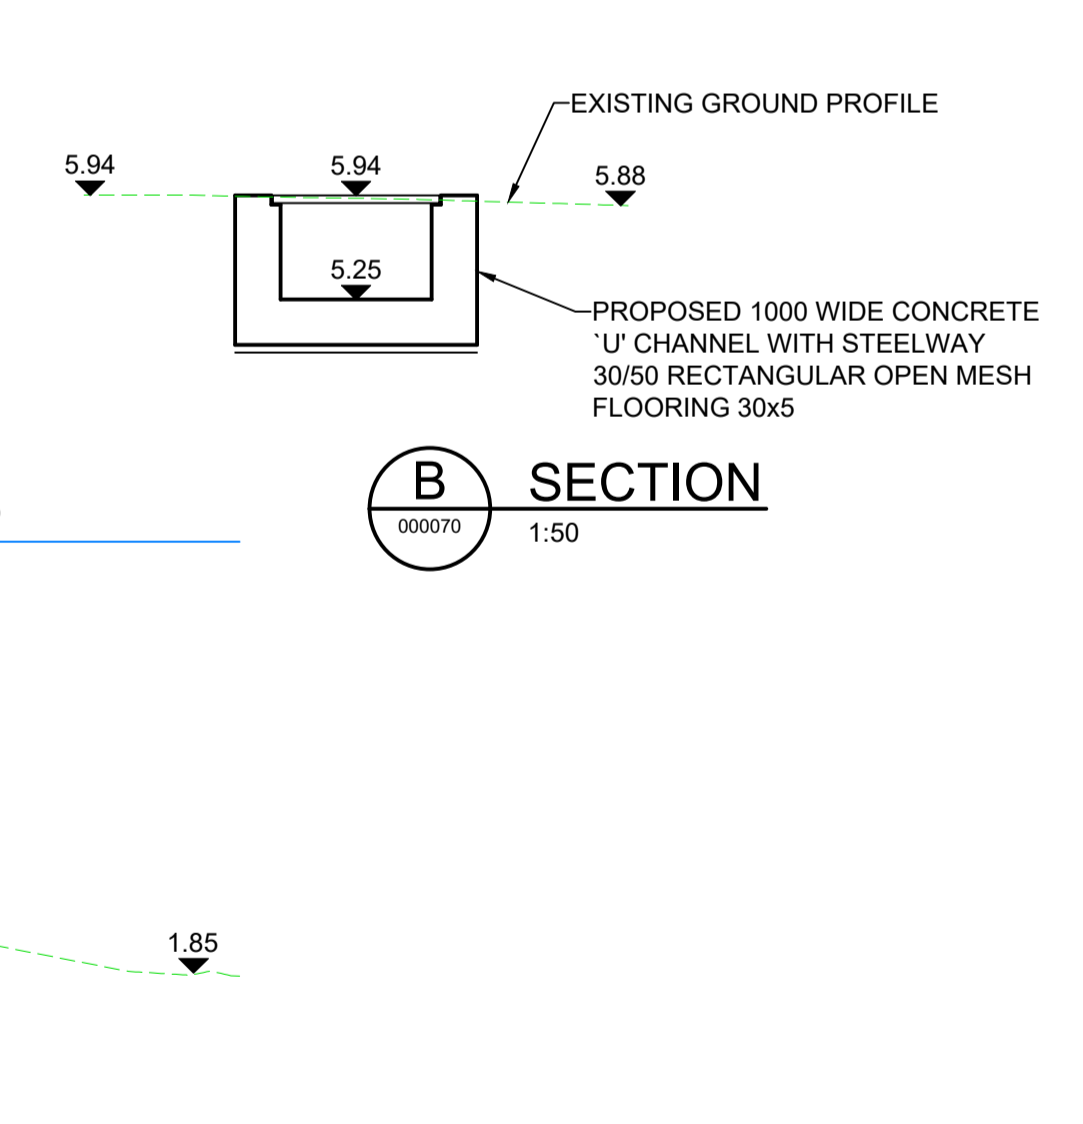 EXISTING GROUND PROFILE
5.94
5.94
5.88
5.25
PROPOSED 1000 WIDE CONCRETE
`U' CHANNEL WITH STEELWAY
30/50 RECTANGULAR OPEN MESH
FLOORING 30x5
B
SECTION
000070
1:50
1.85